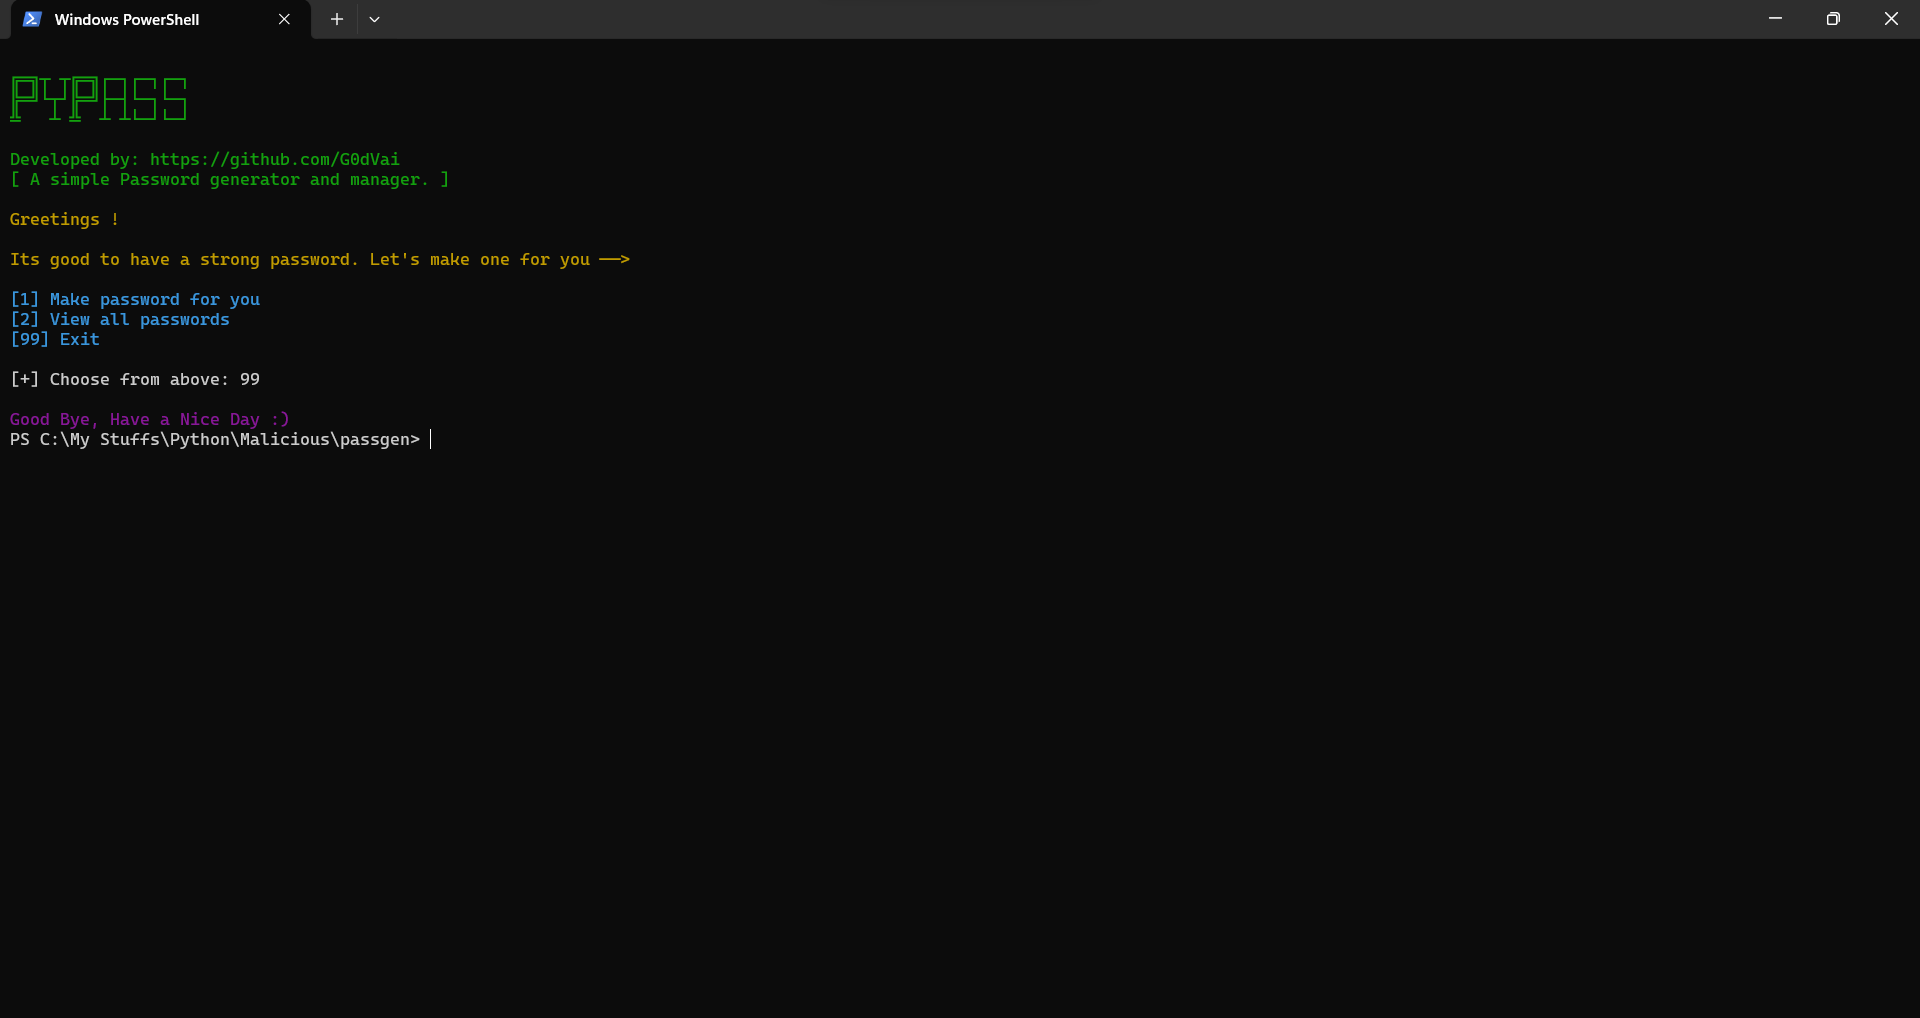 Windows PowerShell
PYPASS
Developed by: https://github.com/G0dVai
[ A simple Password generator and manager. ]
Greetings !
Its good to have a strong password. Let's make one for you ——>
[1] Make password for you
[2] View all passwords
[99] Exit
[+] Choose from above: 99
Good Bye, Have a Nice Day :)
PS C:\My Stuffs\Python\Malicious\passgen>